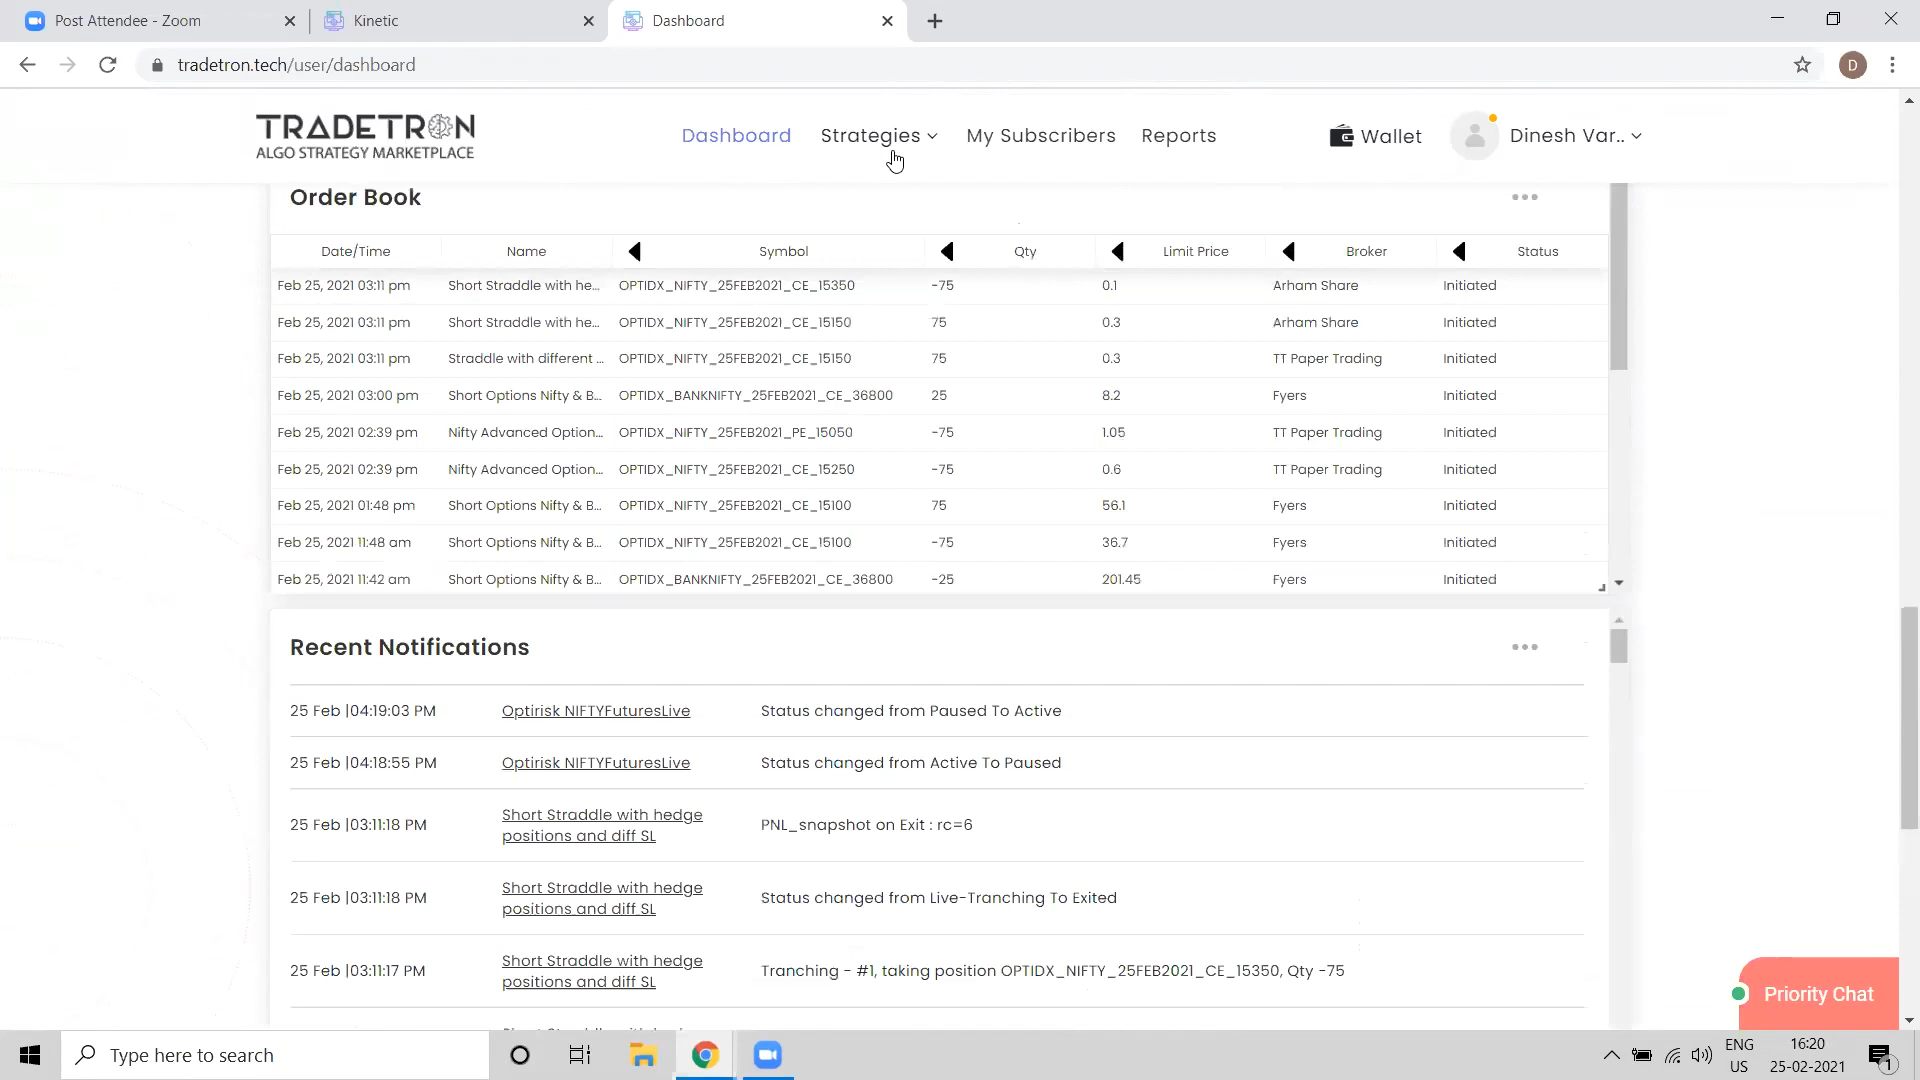 Post Attendee - Zoom
Kinetic
Dashboard
tradetron.tech/user/dashboard
D
TRADETRON
ALGO STRATEGY MARKETPLACE
Dashboard
Strategies
My Subscribers
Reports
Wallet
Dinesh Var..
Order Book
Date/Time Name Symbol Qty Limit Price Broker Status
Feb 25, 2021 03:11 pm Short Straddle with he... OPTIDX_NIFTY_25FEB2021_CE_15350 -75 0.1 Arham Share Initiated
Feb 25, 2021 03:11 pm Short Straddle with he... OPTIDX_NIFTY_25FEB2021_CE_15150 75 0.3 Arham Share Initiated
Feb 25, 2021 03:11 pm Straddle with different ... OPTIDX_NIFTY_25FEB2021_CE_15150 75 0.3 TT Paper Trading Initiated
Feb 25, 2021 03:00 pm Short Options Nifty & B... OPTIDX_BANKNIFTY_25FEB2021_CE_36800 25 8.2 Fyers Initiated
Feb 25, 2021 02:39 pm Nifty Advanced Option... OPTIDX_NIFTY_25FEB2021_PE_15050 -75 1.05 TT Paper Trading Initiated
Feb 25, 2021 02:39 pm Nifty Advanced Option... OPTIDX_NIFTY_25FEB2021_CE_15250 -75 0.6 TT Paper Trading Initiated
Feb 25, 2021 01:48 pm Short Options Nifty & B... OPTIDX_NIFTY_25FEB2021_CE_15100 75 56.1 Fyers Initiated
Feb 25, 2021 11:48 am Short Options Nifty & B... OPTIDX_NIFTY_25FEB2021_CE_15100 -75 36.7 Fyers Initiated
Feb 25, 2021 11:42 am Short Options Nifty & B... OPTIDX_BANKNIFTY_25FEB2021_CE_36800 -25 201.45 Fyers Initiated
Recent Notifications
25 Feb |04:19:03 PM Optirisk NIFTYFuturesLive Status changed from Paused To Active
25 Feb |04:18:55 PM Optirisk NIFTYFuturesLive Status changed from Active To Paused
25 Feb |03:11:18 PM Short Straddle with hedge PNL_snapshot on Exit : rc=6
positions and diff SL
25 Feb |03:11:18 PM Short Straddle with hedge Status changed from Live-Tranching To Exited
positions and diff SL
25 Feb |03:11:17 PM Short Straddle with hedge Tranching - #1, taking position OPTIDX_NIFTY_25FEB2021_CE_15350, Qty -75
positions and diff SL
Priority Chat
Type here to search
ENG
US
16:20
25-02-2021
1